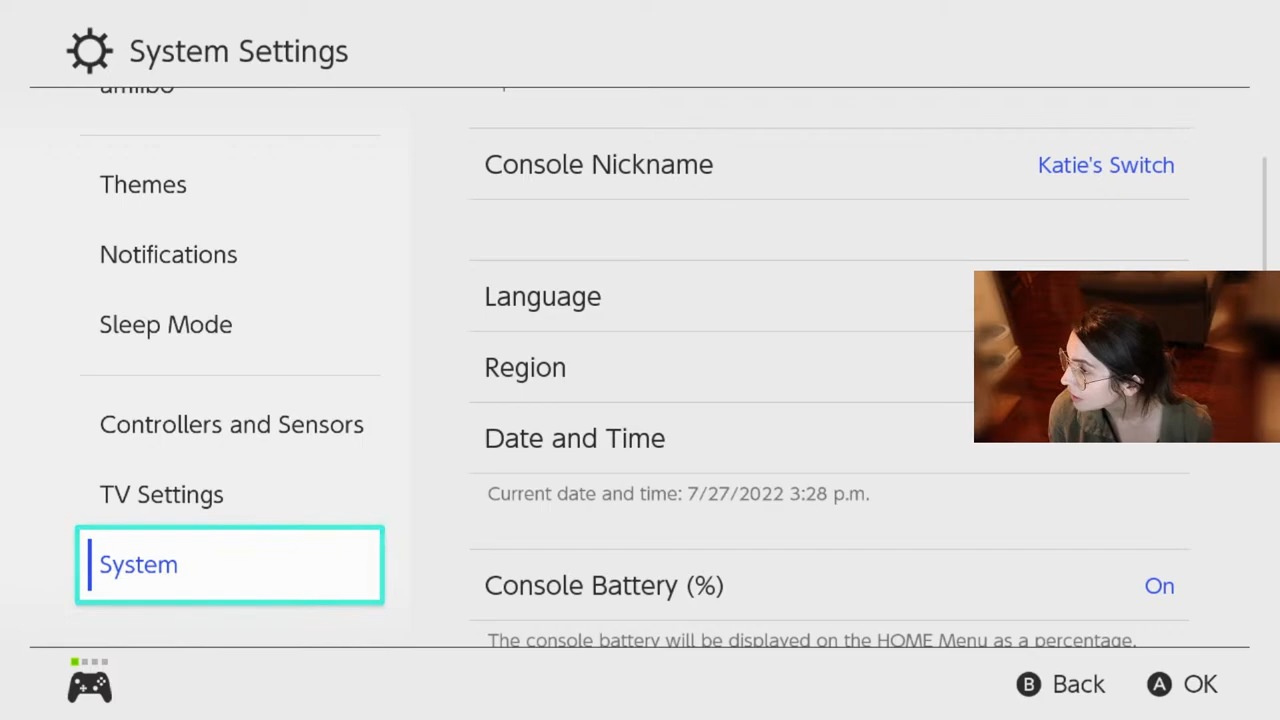 System Settings
amiibo
Themes
Notifications
Sleep Mode
Controllers and Sensors
TV Settings
System
Console Nickname Katie's Switch
Language
Region
Date and Time
Current date and time: 7/27/2022 3:28 p.m.
Console Battery (%) On
The console battery will be displayed on the HOME Menu as a percentage.
B Back A OK